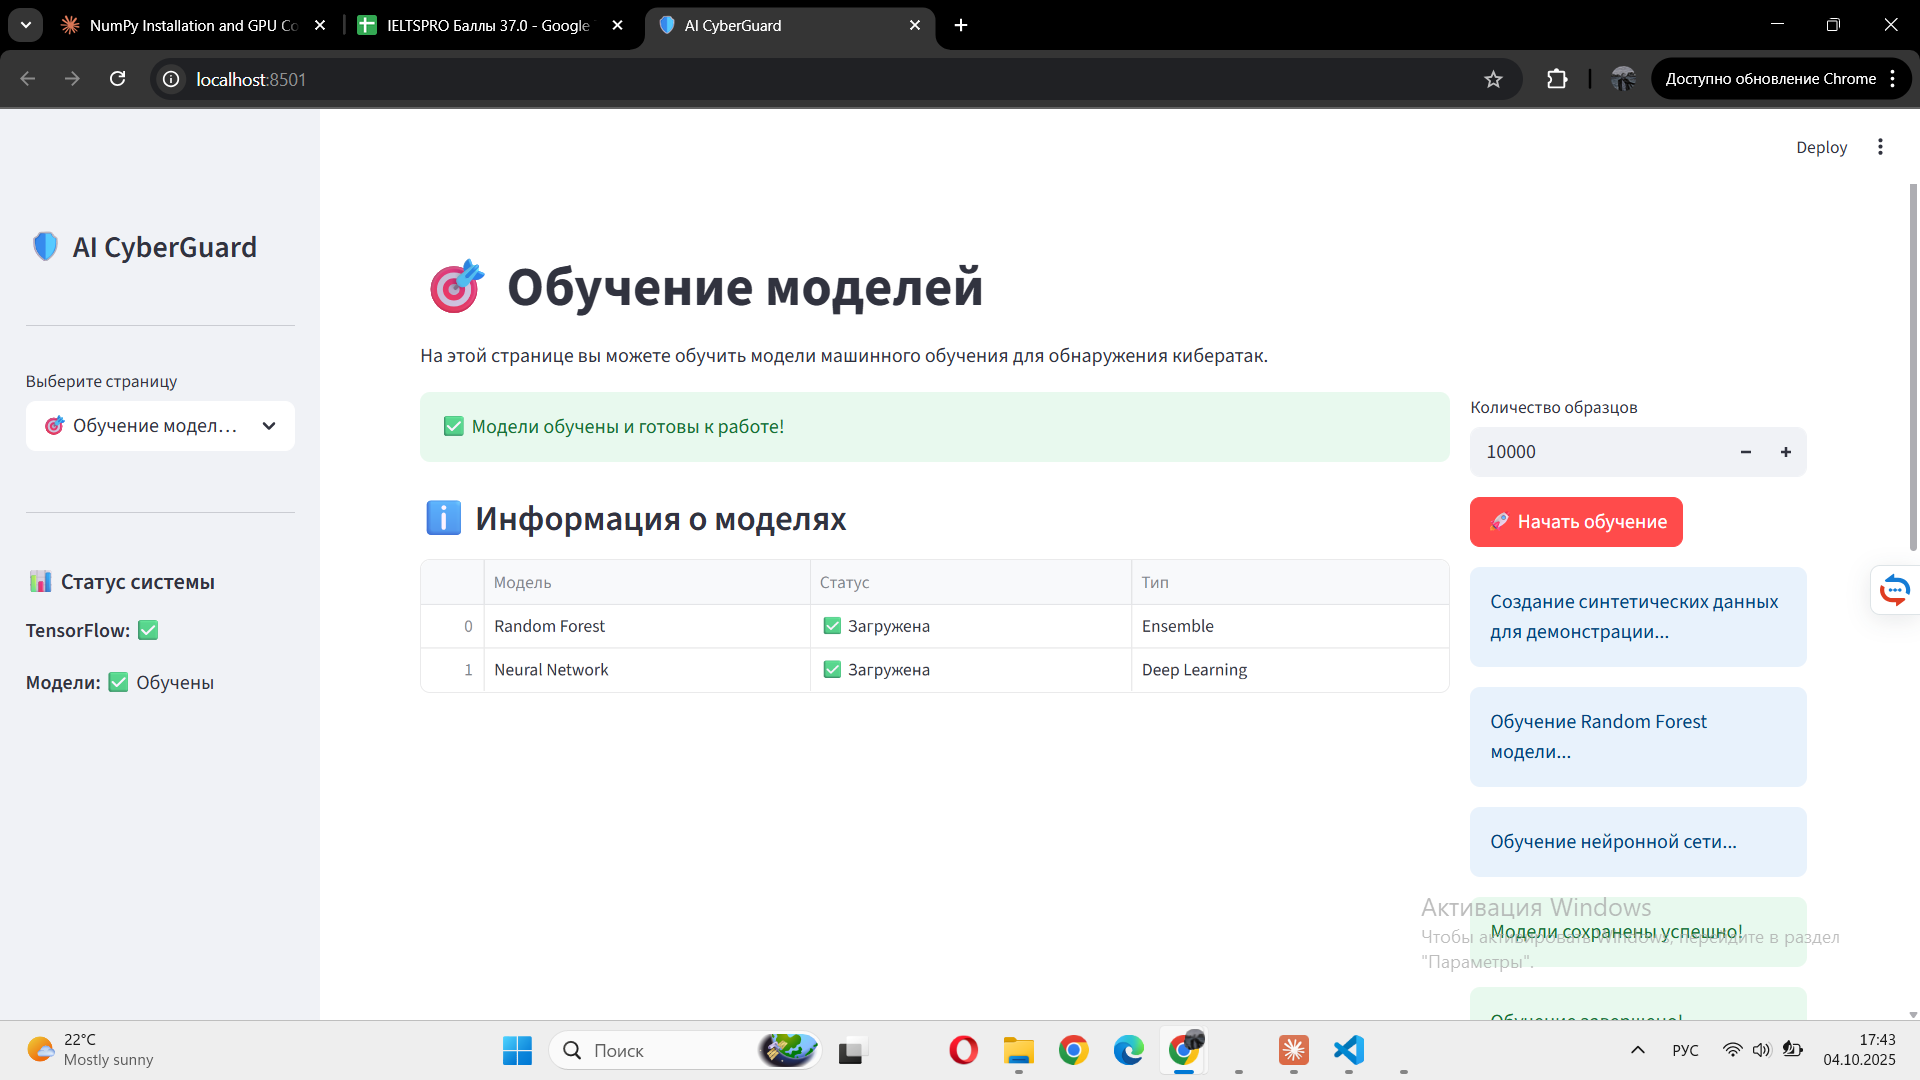 NumPy Installation and GPU Co
IELTSPRO Баллы 37.0 - Google
AI CyberGuard
localhost:8501
Доступно обновление Chrome
Deploy
AI CyberGuard
Выберите страницу
Обучение модел...
Статус системы
TensorFlow:
Модели: Обучены
Обучение моделей
На этой странице вы можете обучить модели машинного обучения для обнаружения кибератак.
Модели обучены и готовы к работе!
Информация о моделях
Модель Статус Тип
0 Random Forest Загружена Ensemble
1 Neural Network Загружена Deep Learning
Количество образцов
10000
Начать обучение
Создание синтетических данных
для демонстрации...
Обучение Random Forest
модели...
Обучение нейронной сети...
Модели сохранены успешно!
Обучение завершено!
Активация Windows
Чтобы активировать Windows, перейдите в раздел
"Параметры".
22°C
Mostly sunny
Поиск
РУС
17:43
04.10.2025